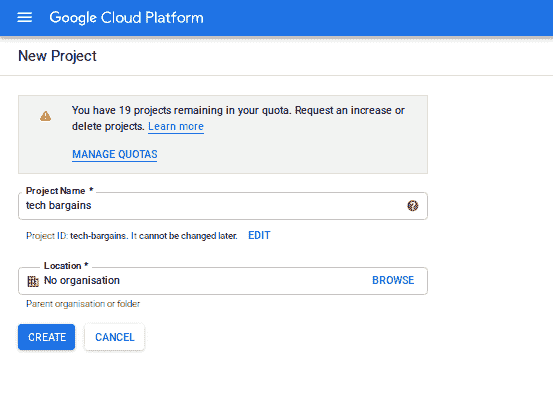 Google Cloud Platform
New Project
You have 19 projects remaining in your quota. Request an increase or
delete projects. Learn more
MANAGE QUOTAS
Project Name *
tech bargains
Project ID: tech-bargains. It cannot be changed later. EDIT
Location *
No organisation BROWSE
Parent organisation or folder
CREATE CANCEL